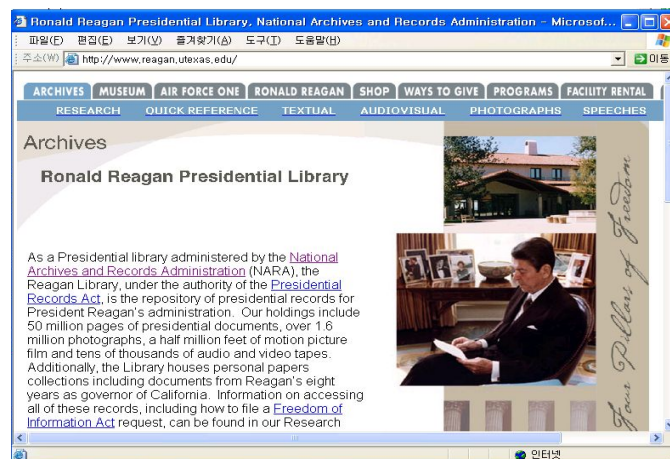 Ronald Reagan Presidential Library, National Archives and Records Administration - Microsof...
파일(F) 편집(E) 보기(V) 즐겨찾기(A) 도구(T) 도움말(H)
주소(W) http://www.reagan.utexas.edu/ 이동
ARCHIVES MUSEUM AIR FORCE ONE RONALD REAGAN SHOP WAYS TO GIVE PROGRAMS FACILITY RENTAL
RESEARCH QUICK REFERENCE TEXTUAL AUDIOVISUAL PHOTOGRAPHS SPEECHES
Archives
Ronald Reagan Presidential Library
As a Presidential library administered by the National
Archives and Records Administration (NARA), the
Reagan Library, under the authority of the Presidential
Records Act, is the repository of presidential records for
President Reagan's administration. Our holdings include
50 million pages of presidential documents, over 1.6
million photographs, a half million feet of motion picture
film and tens of thousands of audio and video tapes.
Additionally, the Library houses personal papers
collections including documents from Reagan's eight
years as governor of California. Information on accessing
all of these records, including how to file a Freedom of
Information Act request, can be found in our Research
Four Pillars of Freedom
인터넷